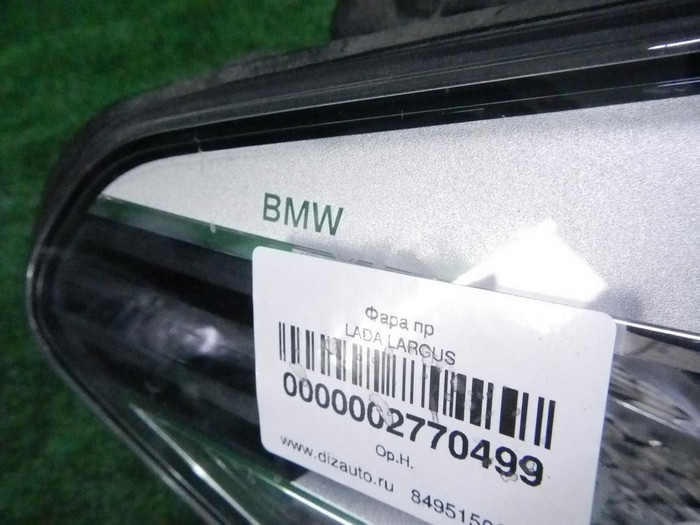 BMW
Фара пр
LADA LARGUS
0000002770499
Ор.Н.
www.dizauto.ru